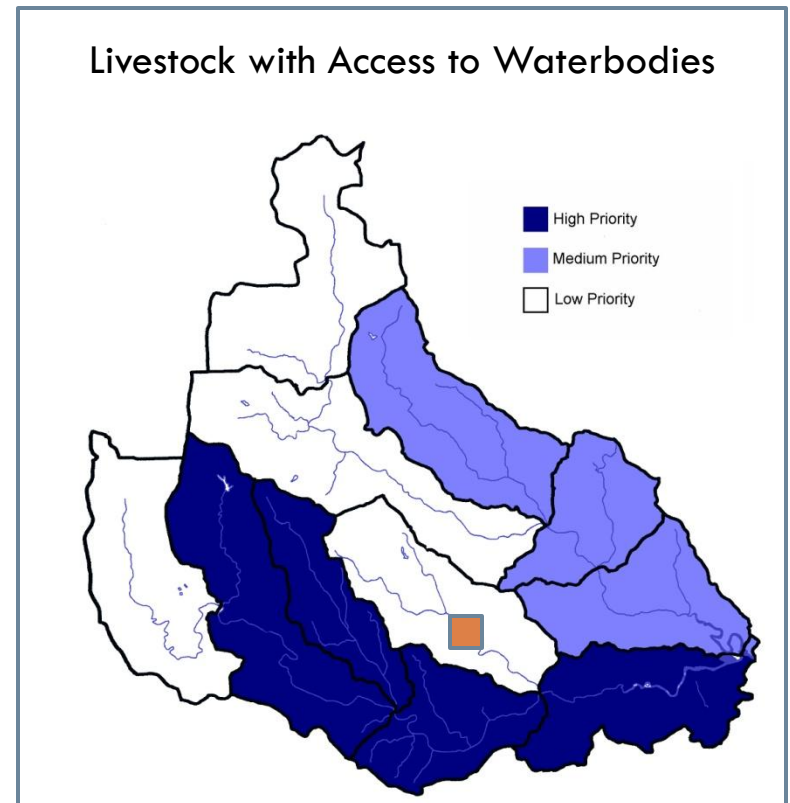 Livestock with Access to Waterbodies
High Priority
Medium Priority
Low Priority